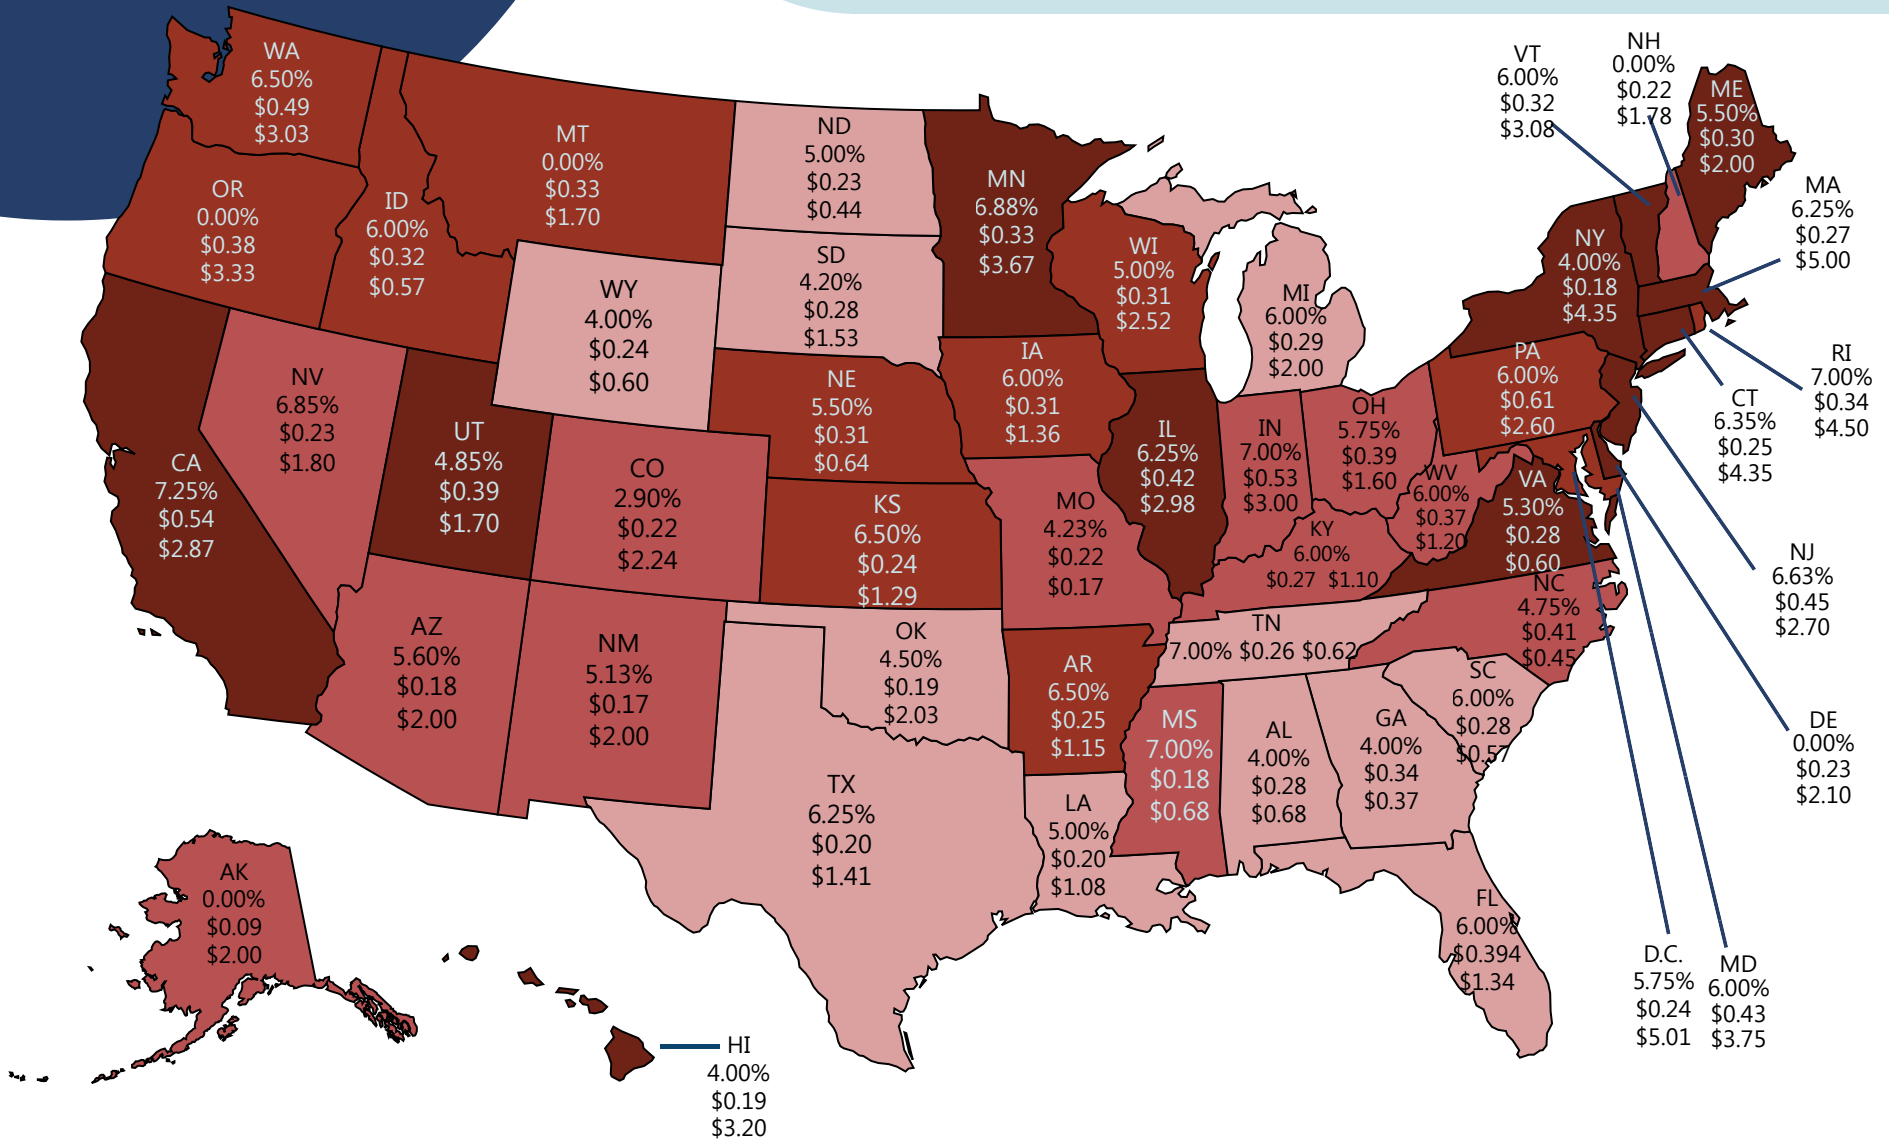 WA
6.50%
$0.49
$3.03
OR
0.00%
$0.38
$3.33
ID
6.00%
$0.32
$0.57
MT
0.00%
$0.33
$1.70
ND
5.00%
$0.23
$0.44
SD
4.20%
$0.28
$1.53
MN
6.88%
$0.33
$3.67
WI
5.00%
$0.31
$2.52
MI
6.00%
$0.29
$2.00
VT
6.00%
$0.32
$3.08
NH
0.00%
$0.22
$1.78
ME
5.50%
$0.30
$2.00
MA
6.25%
$0.27
$5.00
NY
4.00%
$0.18
$4.35
RI
7.00%
$0.34
$4.50
CT
6.35%
$0.25
$4.35
PA
6.00%
$0.61
$2.60
WY
4.00%
$0.24
$0.60
NV
6.85%
$0.23
$1.80
CA
7.25%
$0.54
$2.87
UT
4.85%
$0.39
$1.70
CO
2.90%
$0.22
$2.24
NE
5.50%
$0.31
$0.64
IA
6.00%
$0.31
$1.36
KS
6.50%
$0.24
$1.29
MO
4.23%
$0.22
$0.17
IL
6.25%
$0.42
$2.98
IN
7.00%
$0.53
$3.00
OH
5.75%
$0.39
$1.60
WV
6.00%
$0.37
$1.20
VA
5.30%
$0.28
$0.60
KY
6.00%
$0.27 $1.10
NJ
6.63%
$0.45
$2.70
NC
4.75%
$0.41
$0.45
TN
7.00% $0.26 $0.62
AZ
5.60%
$0.18
$2.00
NM
5.13%
$0.17
$2.00
OK
4.50%
$0.19
$2.03
AR
6.50%
$0.25
$1.15
SC
6.00%
$0.28
$0.57
MS
7.00%
$0.18
$0.68
AL
4.00%
$0.28
$0.68
GA
4.00%
$0.34
$0.37
DE
0.00%
$0.23
$2.10
TX
6.25%
$0.20
$1.41
LA
5.00%
$0.20
$1.08
FL
6.00%
$0.394
$1.34
AK
0.00%
$0.09
$2.00
D.C.
5.75%
$0.24
$5.01
MD
6.00%
$0.43
$3.75
HI
4.00%
$0.19
$3.20